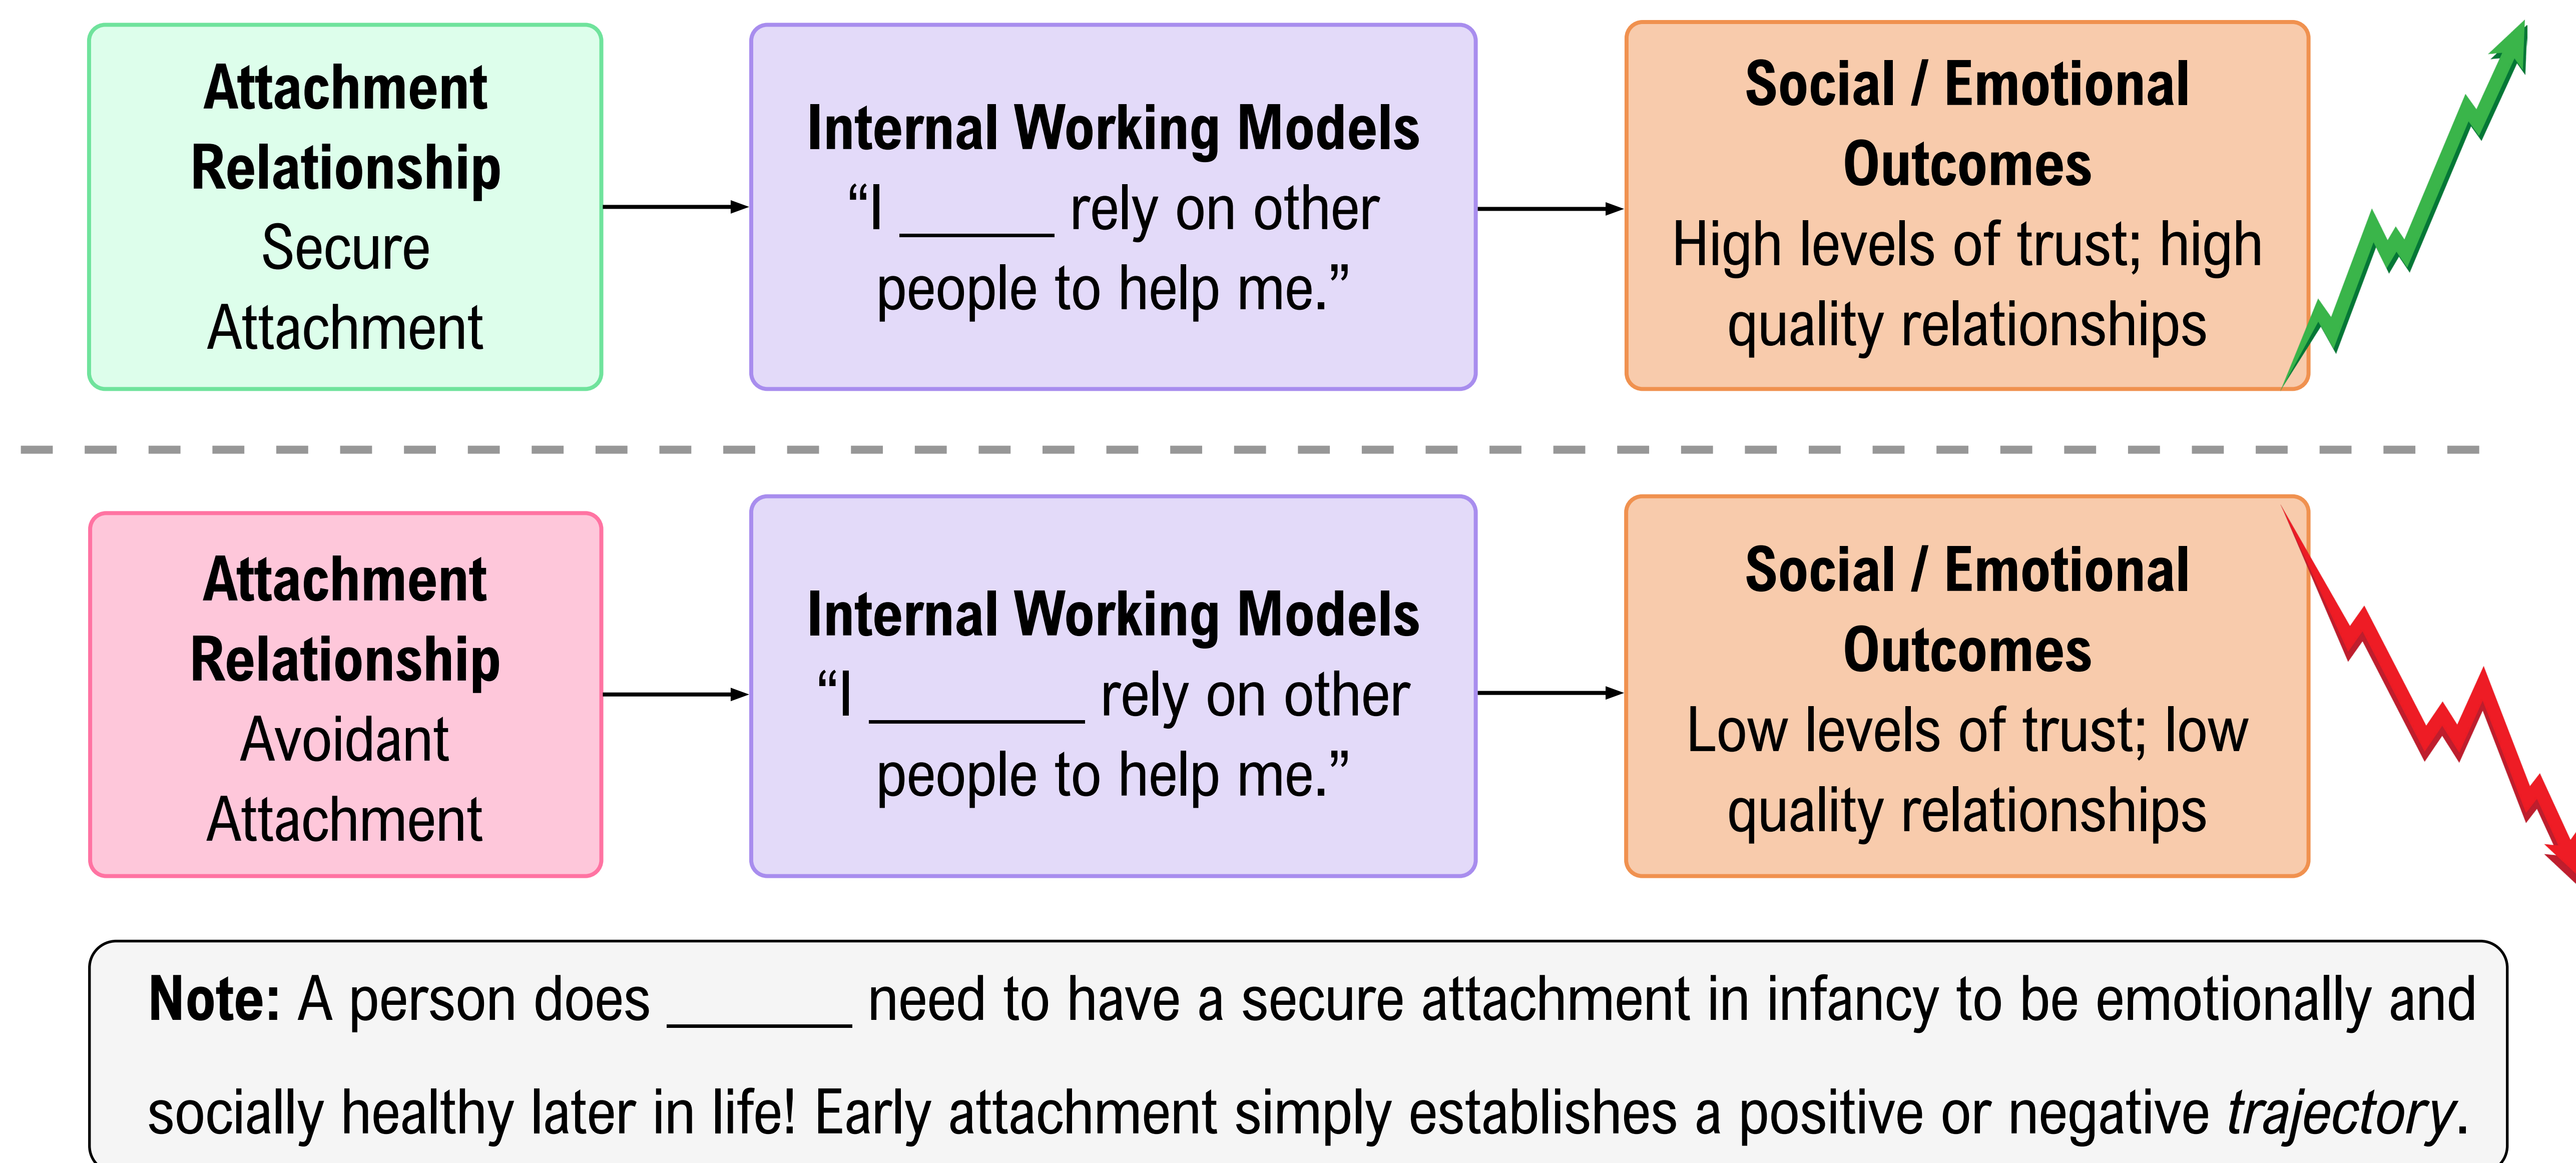 Attachment
Relationship
Secure
Attachment
Internal Working Models
“I ______ rely on other
people to help me.”
Social / Emotional
Outcomes
High levels of trust; high
quality relationships
Attachment
Relationship
Avoidant
Attachment
Internal Working Models
“I ________ rely on other
people to help me.”
Social / Emotional
Outcomes
Low levels of trust; low
quality relationships
Note: A person does _______ need to have a secure attachment in infancy to be emotionally and
socially healthy later in life! Early attachment simply establishes a positive or negative trajectory.